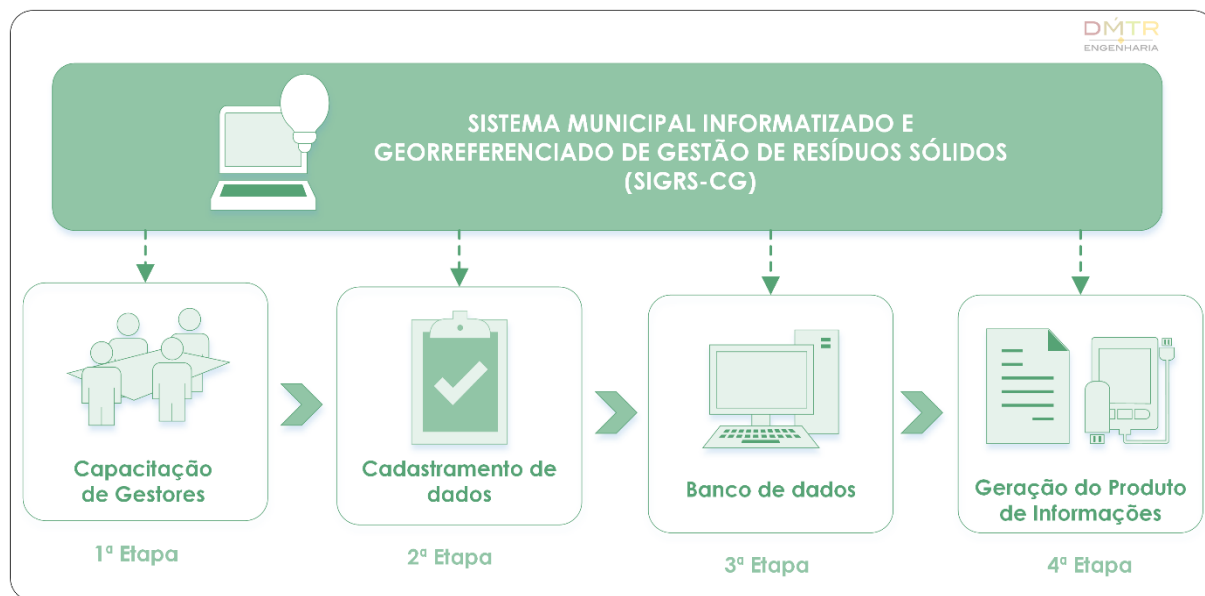 DMTR
ENGENHARIA
SISTEMA MUNICIPAL INFORMATIZADO E
GEORREFERENCIADO DE GESTÃO DE RESÍDUOS SÓLIDOS
(SIGRS-CG)
Capacitação
de Gestores
Cadastramento de
dados
Banco de dados
Geração do Produto
de Informações
1ª Etapa
2ª Etapa
3ª Etapa
4ª Etapa